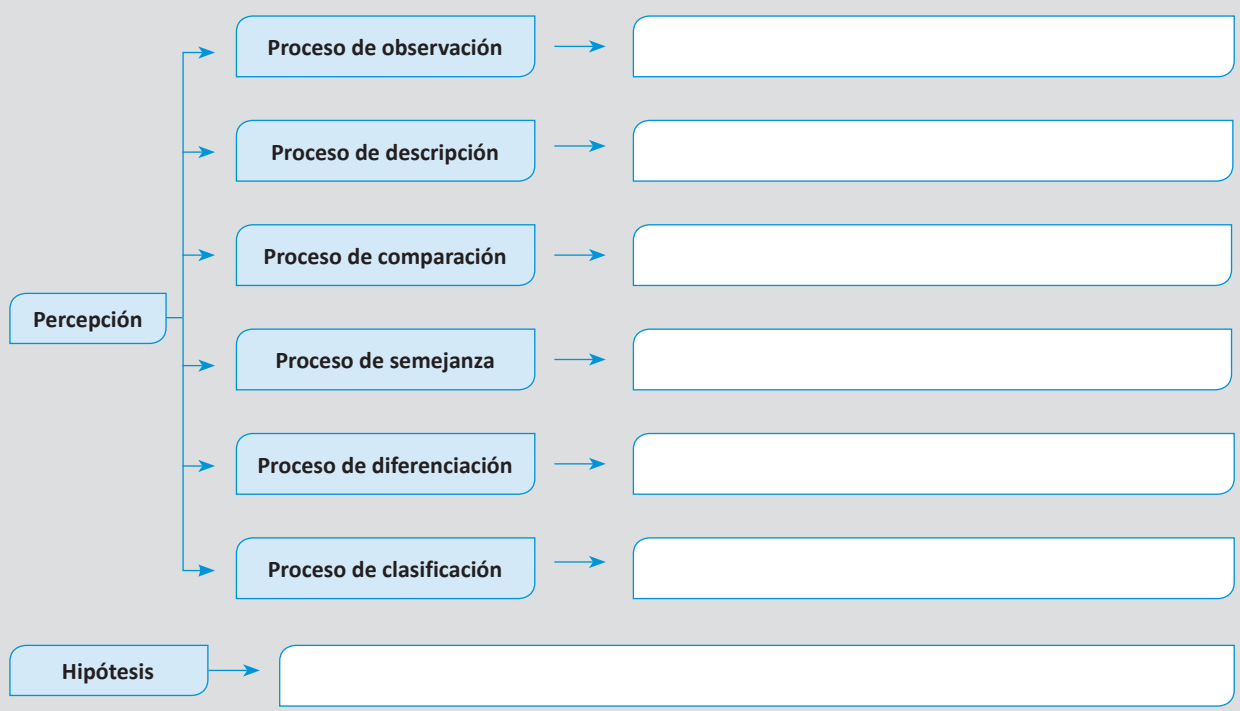 Proceso de observación
Proceso de descripción
Proceso de comparación
Percepción
Proceso de semejanza
Proceso de diferenciación
Proceso de clasificación
Hipótesis